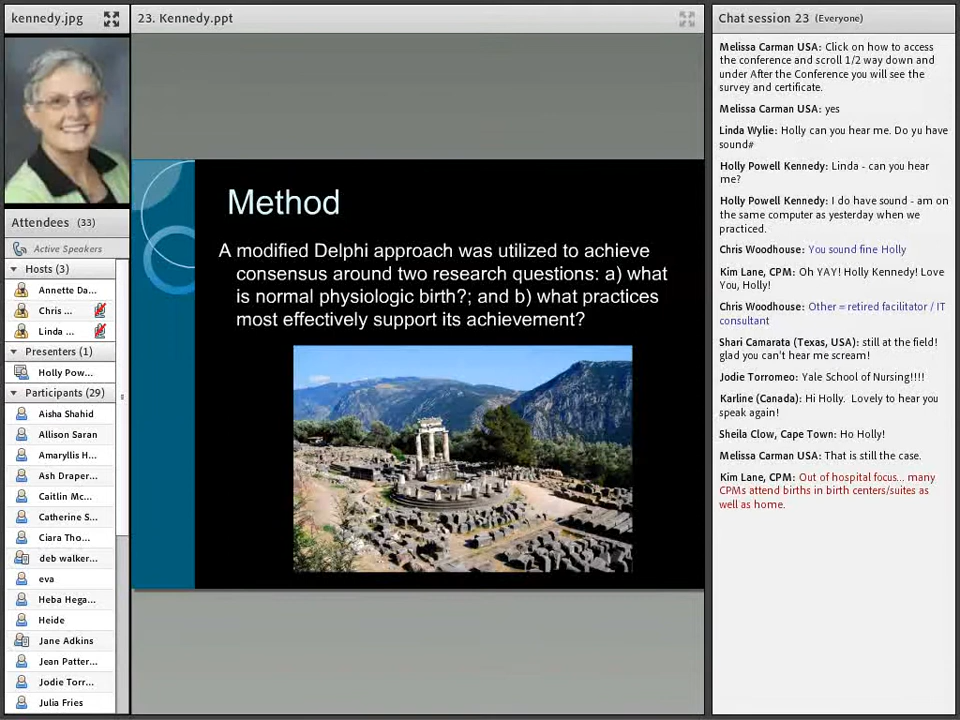 kennedy.jpg
23. Kennedy.ppt
Chat session 23 (Everyone)
Attendees (33)
Active Speakers
Hosts (3)
Annette Da...
Chris ...
Linda ...
Presenters (1)
Holly Pow...
Participants (29)
Aisha Shahid
Allison Saran
Amaryllis H...
Ash Draper...
Caitlin Mc...
Catherine S...
Ciara Tho...
deb walker...
eva
Heba Hega...
Heide
Jane Adkins
Jean Patter...
Jodie Torr...
Julia Fries
Method
A modified Delphi approach was utilized to achieve
consensus around two research questions: a) what
is normal physiologic birth?; and b) what practices
most effectively support its achievement?
Melissa Carman USA: Click on how to access
the conference and scroll 1/2 way down and
under After the Conference you will see the
survey and certificate.
Melissa Carman USA: yes
Linda Wylie: Holly can you hear me. Do yu have
sound#
Holly Powell Kennedy: Linda - can you hear
me?
Holly Powell Kennedy: I do have sound - am on
the same computer as yesterday when we
practiced.
Chris Woodhouse: You sound fine Holly
Kim Lane, CPM: Oh YAY! Holly Kennedy! Love
You, Holly!
Chris Woodhouse: Other = retired facilitator / IT
consultant
Shari Camarata (Texas, USA): still at the field!
glad you can't hear me scream!
Jodie Torromeo: Yale School of Nursing!!!!
Karline (Canada): Hi Holly. Lovely to hear you
speak again!
Sheila Clow, Cape Town: Ho Holly!
Melissa Carman USA: That is still the case.
Kim Lane, CPM: Out of hospital focus... many
CPMs attend births in birth centers/suites as
well as home.